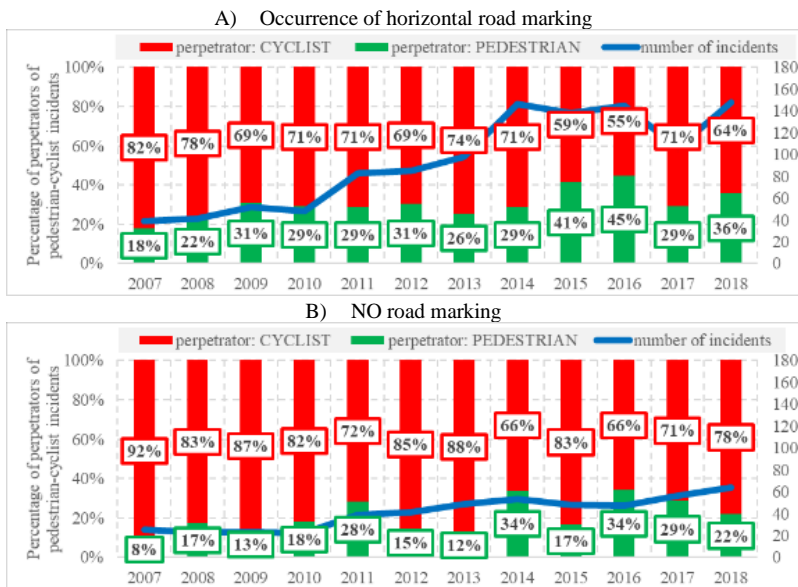 A) Occurrence of horizontal road marking
perpetrator: CYCLIST perpetrator: PEDESTRIAN number of incidents
Percentage of perpetrators of
pedestrian-cyclist incidents
100% 180
160
80% 140
120
60% 100
40% 80
60
20% 40
20
0% 0
82% 78% 69% 71% 71% 69% 74% 71% 59% 55% 71% 64%
18% 22% 31% 29% 29% 31% 26% 29% 41% 45% 29% 36%
2007 2008 2009 2010 2011 2012 2013 2014 2015 2016 2017 2018
B) NO road marking
perpetrator: CYCLIST perpetrator: PEDESTRIAN number of incidents
Percentage of perpetrators of
pedestrian-cyclist incidents
100% 180
160
80% 140
120
60% 100
40% 80
60
20% 40
20
0% 0
92% 83% 87% 82% 72% 85% 88% 66% 83% 66% 71% 78%
8% 17% 13% 18% 28% 15% 12% 34% 17% 34% 29% 22%
2007 2008 2009 2010 2011 2012 2013 2014 2015 2016 2017 2018